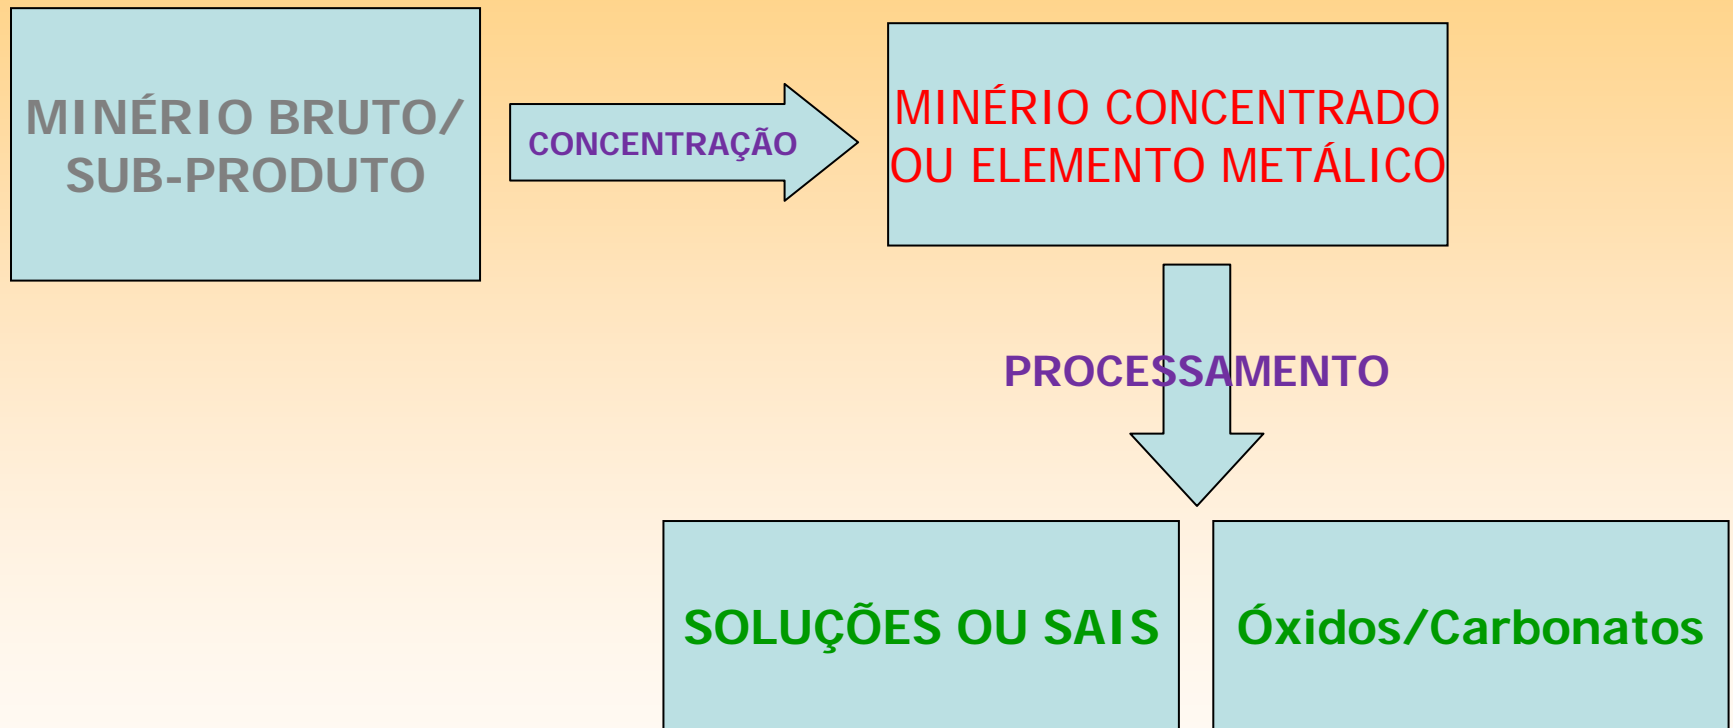 MINÉRIO BRUTO/
SUB-PRODUTO
CONCENTRAÇÃO
MINÉRIO CONCENTRADO
OU ELEMENTO METÁLICO
PROCESSAMENTO
SOLUÇÕES OU SAIS
Óxidos/Carbonatos